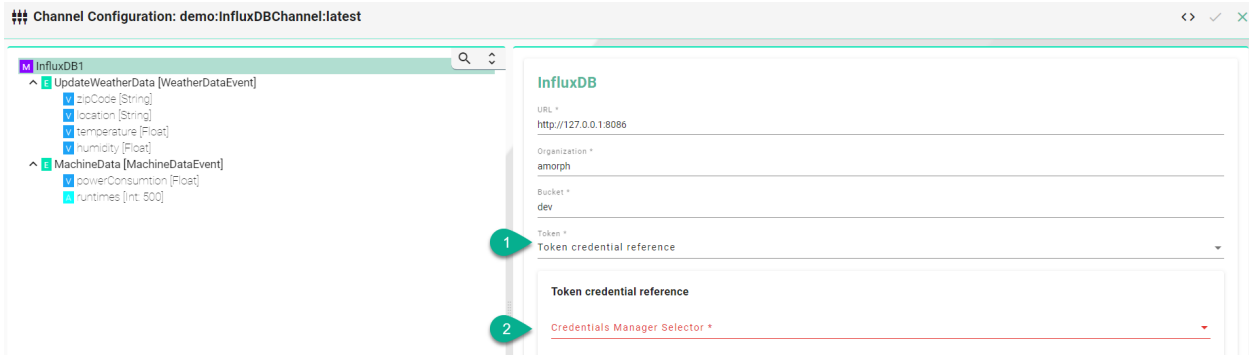 Channel Configuration: demo:InfluxDBChannel:latest
M InfluxDB1
E UpdateWeatherData [WeatherDataEvent]
V zipCode [String]
V location [String]
V temperature [Float]
V humidity [Float]
E MachineData [MachineDataEvent]
V powerConsumtion [Float]
A runtimes [Int: 500]
InfluxDB
URL *
http://127.0.0.1:8086
Organization *
amorph
Bucket *
dev
Token *
1 Token credential reference
Token credential reference
2 Credentials Manager Selector *